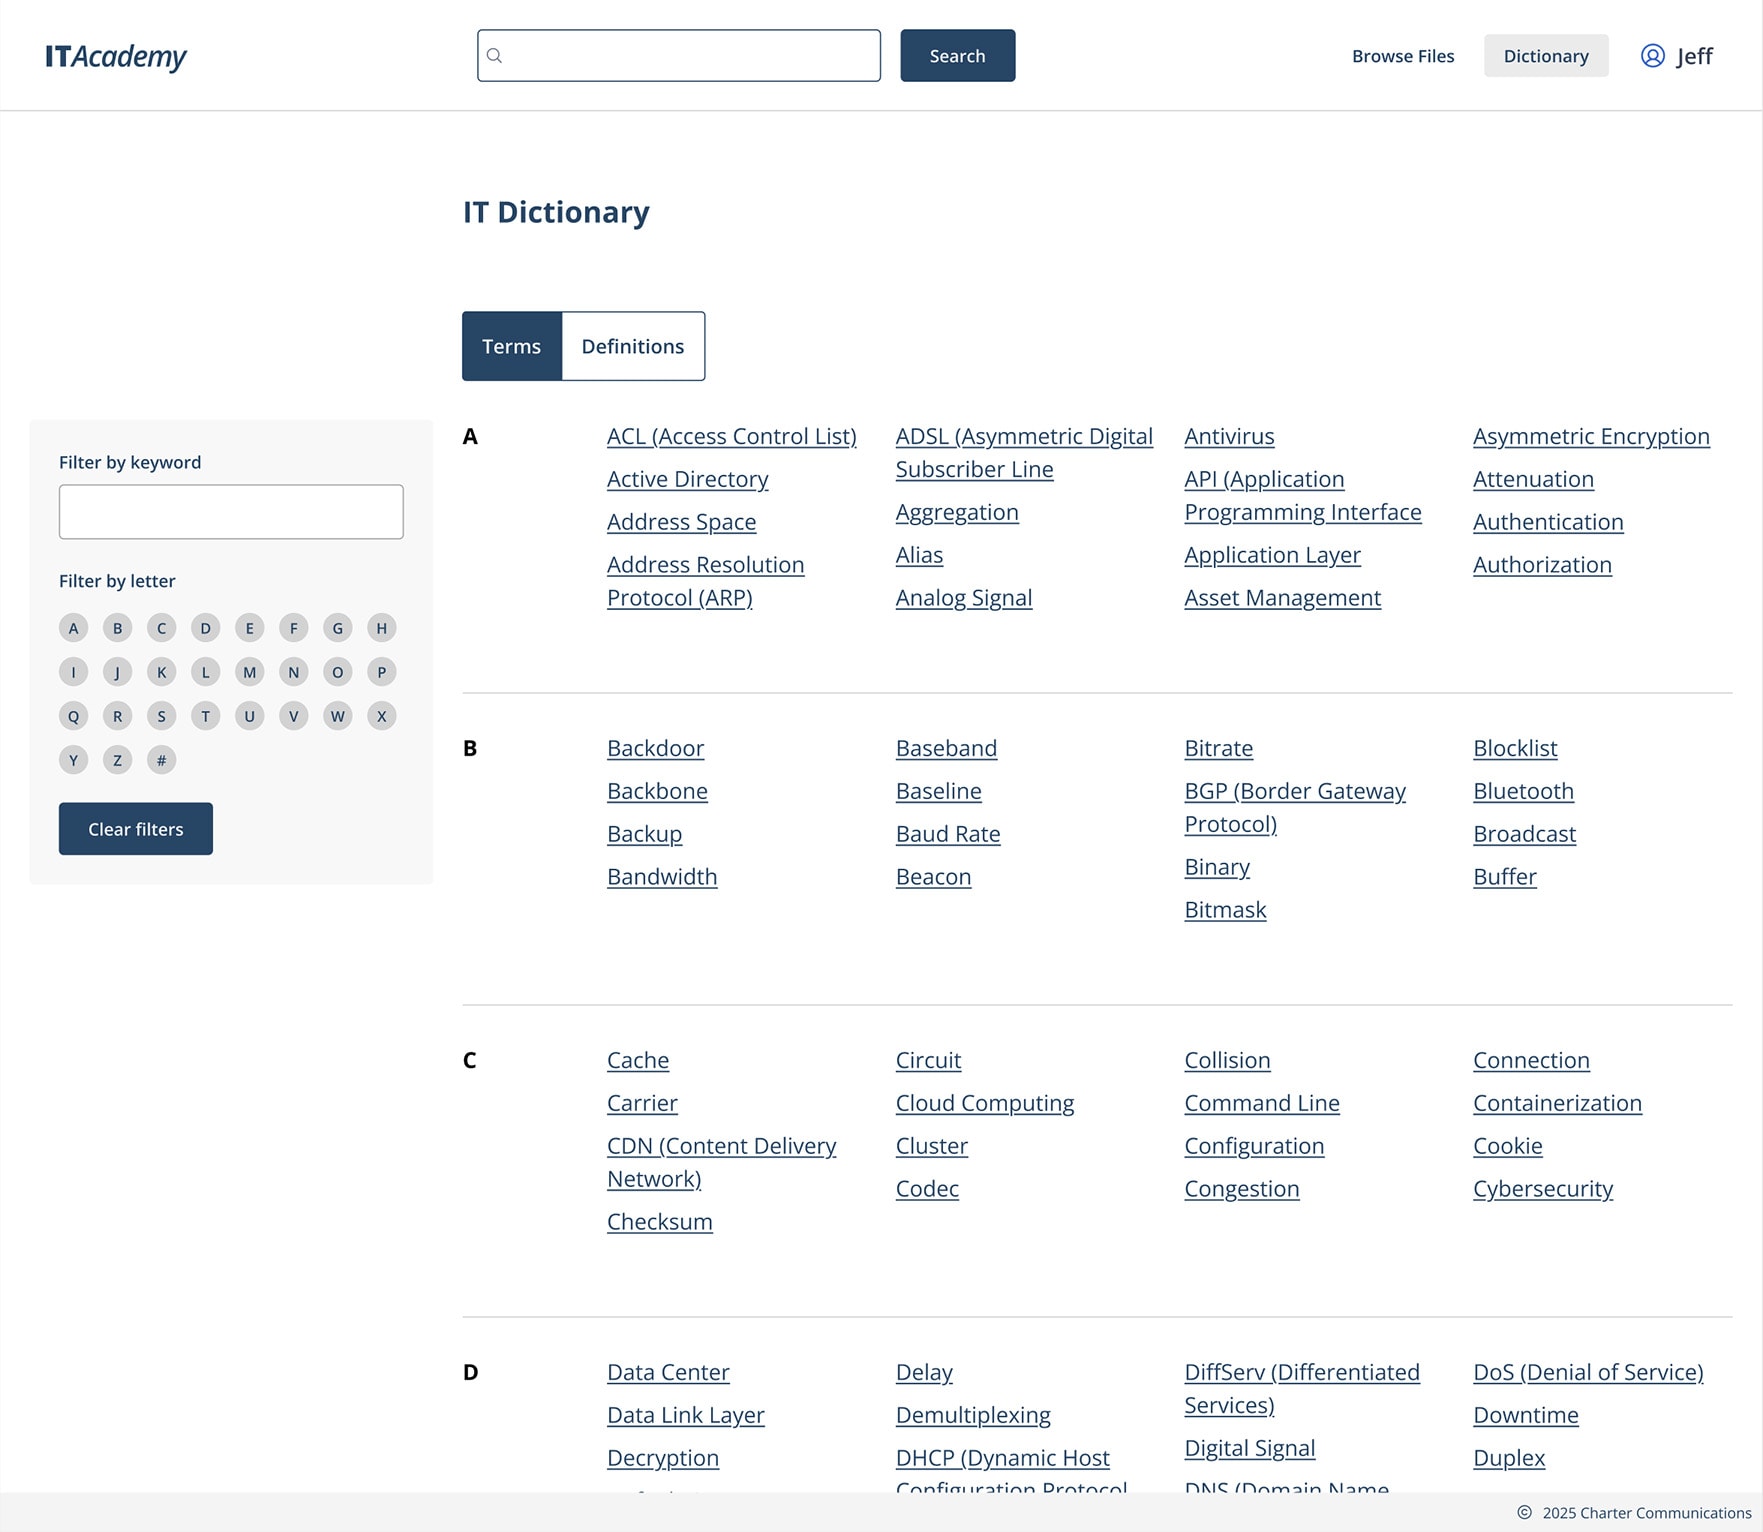 ITAcademy
Search
Browse Files
Dictionary
Jeff
IT Dictionary
Terms
Definitions
Filter by keyword
Filter by letter
A B C D E F G H
I J K L M N O P
Q R S T U V W X
Y Z #
Clear filters
A
ACL (Access Control List)
Active Directory
Address Space
Address Resolution
Protocol (ARP)
ADSL (Asymmetric Digital
Subscriber Line
Aggregation
Alias
Analog Signal
Antivirus
API (Application
Programming Interface
Application Layer
Asset Management
Asymmetric Encryption
Attenuation
Authentication
Authorization
B
Backdoor
Backbone
Backup
Bandwidth
Baseband
Baseline
Baud Rate
Beacon
Bitrate
BGP (Border Gateway
Protocol)
Binary
Bitmask
Blocklist
Bluetooth
Broadcast
Buffer
C
Cache
Carrier
CDN (Content Delivery
Network)
Checksum
Circuit
Cloud Computing
Cluster
Codec
Collision
Command Line
Configuration
Congestion
Connection
Containerization
Cookie
Cybersecurity
D
Data Center
Data Link Layer
Decryption
Delay
Demultiplexing
DHCP (Dynamic Host
Configuration Protocol
DiffServ (Differentiated
Services)
Digital Signal
DNS (Domain Name
DoS (Denial of Service)
Downtime
Duplex
© 2025 Charter Communications